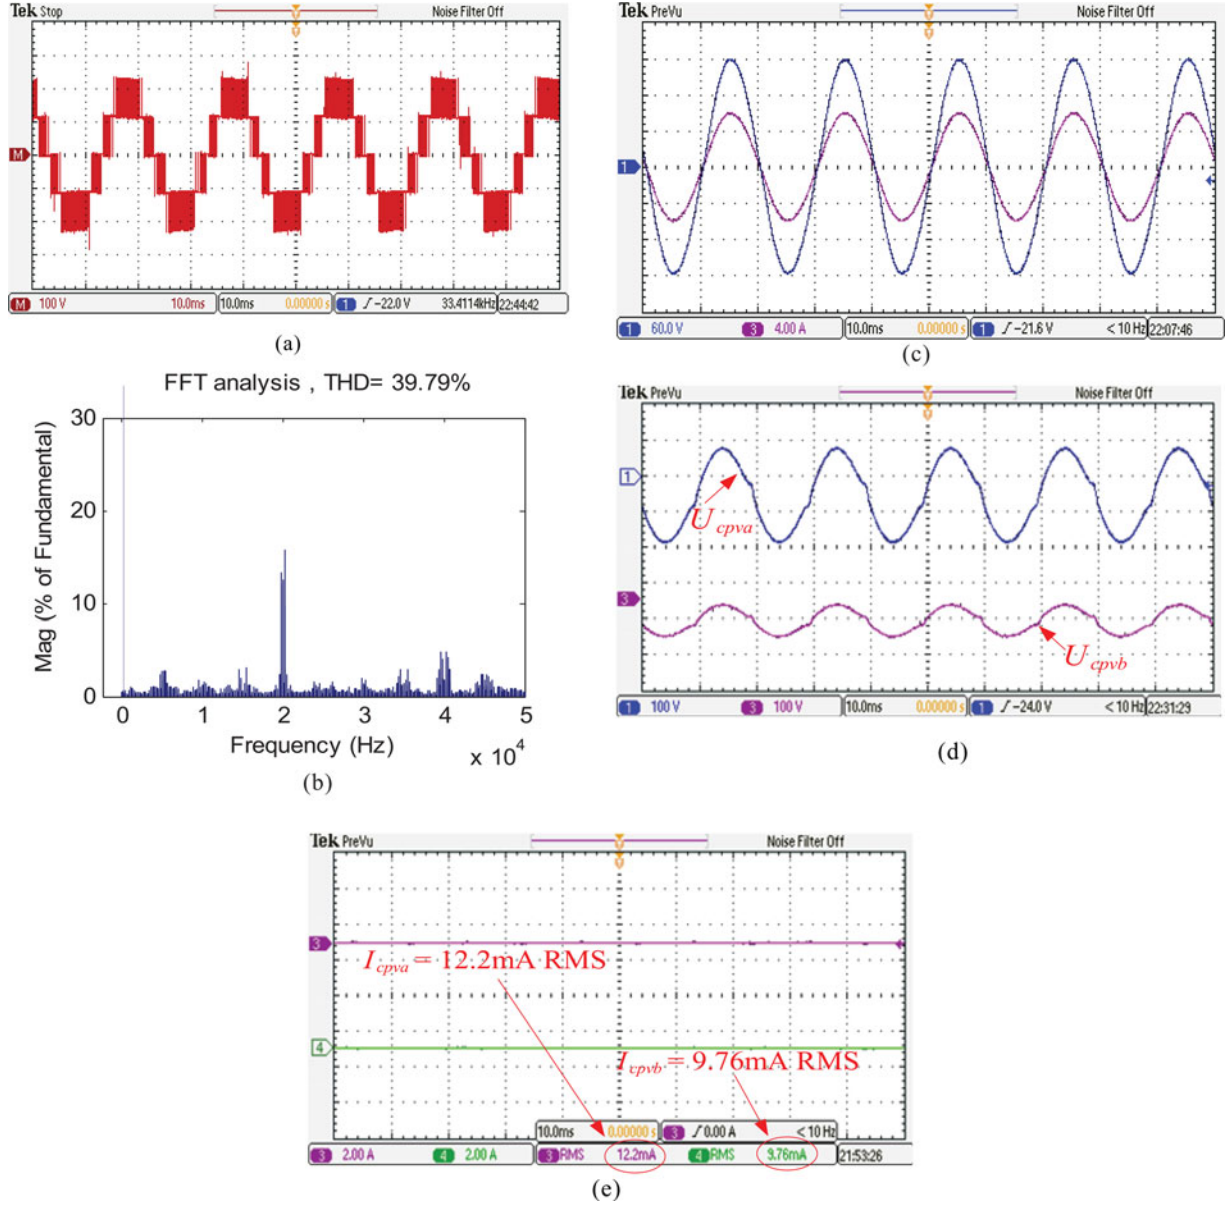 Tek Stop
Noise Filter Off
M
M 100 V 10.0ms 10.0ms 0.00000 s 1 -22.0 V 33.4114kHz 22:44:42
(a)
FFT analysis , THD= 39.79%
Mag (% of Fundamental)
30
20
10
0
0 1 2 3 4 5
Frequency (Hz)
x 10^4
(b)
Tek PreVu
Noise Filter Off
1
1 60.0 V 3 4.00 A 10.0ms 0.00000 s 1 -21.6 V < 10 Hz 22:07:46
(c)
Tek PreVu
Noise Filter Off
1
U cpva
3
U cpvb
1 100 V 3 100 V 10.0ms 0.00000 s 1 -24.0 V < 10 Hz 22:31:29
(d)
Tek PreVu
Noise Filter Off
3
I cpva = 12.2mA RMS
4
I cpvb = 9.76mA RMS
10.0ms 0.00000 s 3 0.00 A < 10 Hz
3 2.00 A 4 2.00 A 3 RMS 12.2mA 4 RMS 9.76mA 21:53:26
(e)